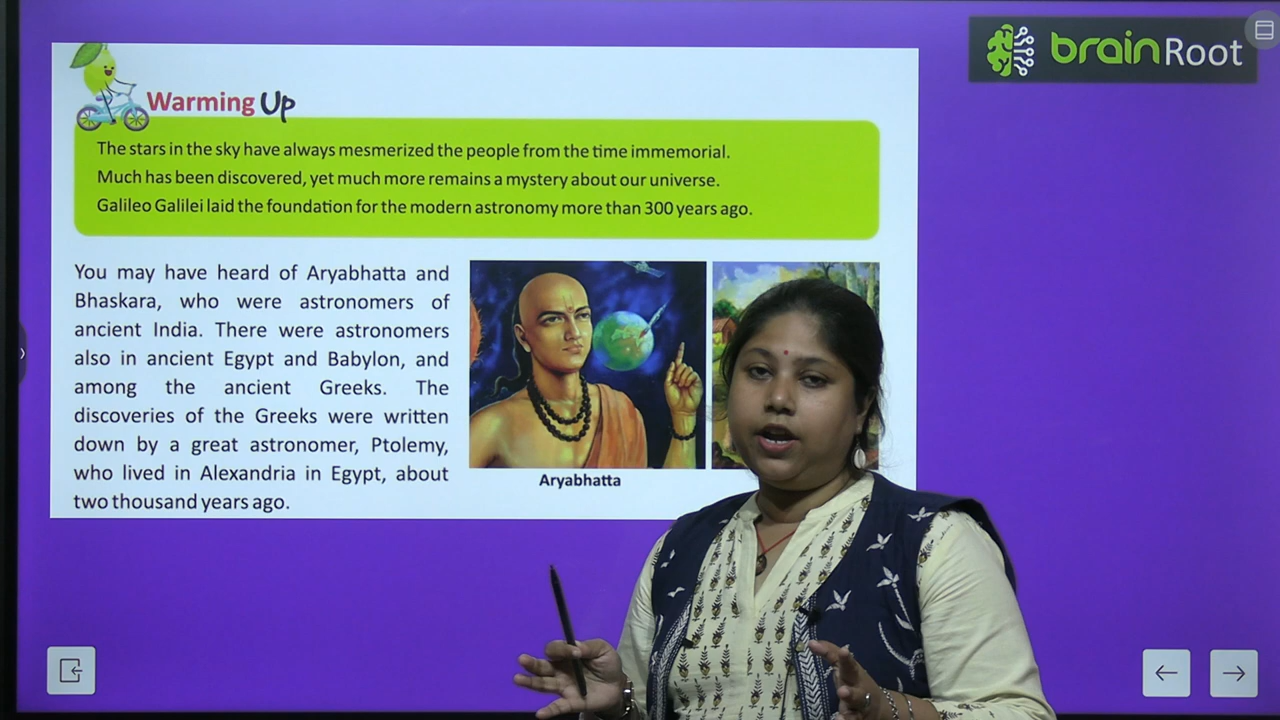 brainRoot
Warming Up
The stars in the sky have always mesmerized the people from the time immemorial.
Much has been discovered, yet much more remains a mystery about our universe.
Galileo Galilei laid the foundation for the modern astronomy more than 300 years ago.
You may have heard of Aryabhatta and
Bhaskara, who were astronomers of
ancient India. There were astronomers
also in ancient Egypt and Babylon, and
among the ancient Greeks. The
discoveries of the Greeks were written
down by a great astronomer, Ptolemy,
who lived in Alexandria in Egypt, about
two thousand years ago.
Aryabhatta